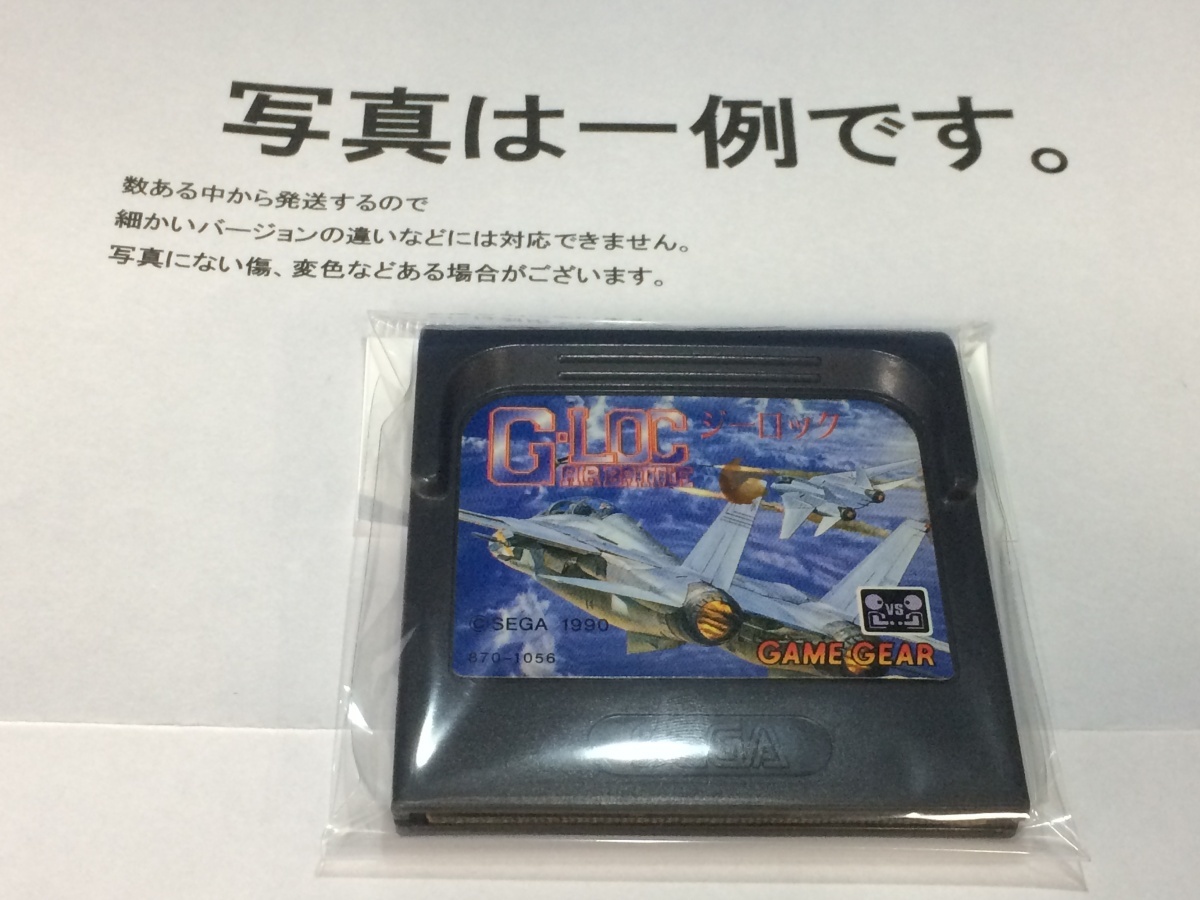 写真は一例です。
数ある中から発送するので
細かいバージョンの違いなどには対応できません。
写真にない傷、変色などある場合がございます。
G-LOC ジーロック
AIR BATTLE
VS
©SEGA 1990
GAME GEAR
870-1056
SEGA